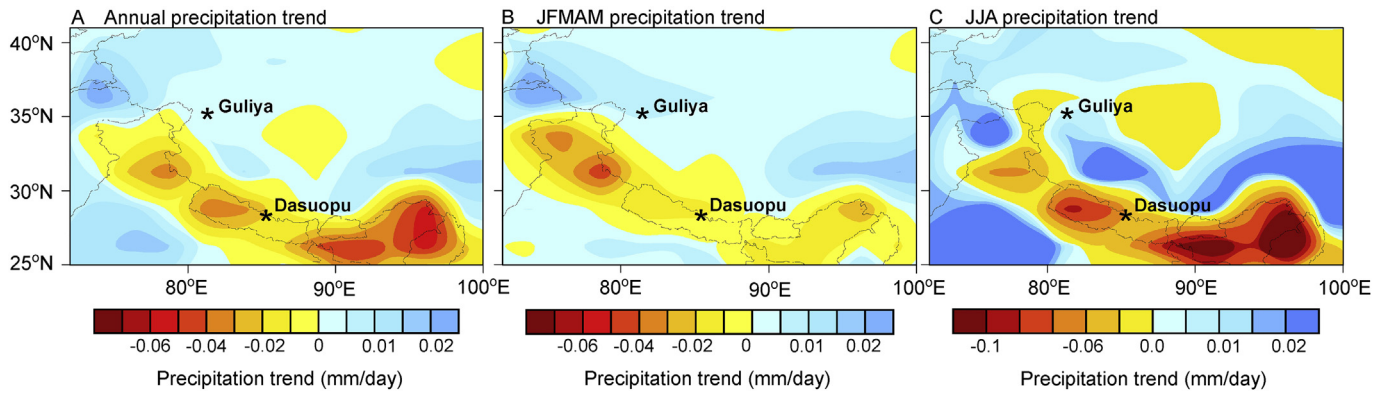 A Annual precipitation trend
B JFMAM precipitation trend
C JJA precipitation trend
40°N
35°N
30°N
25°N
Guliya
Dasuopu
Guliya
Dasuopu
Guliya
Dasuopu
80°E 90°E 100°E
80°E 90°E 100°E
80°E 90°E 100°E
-0.06 -0.04 -0.02 0 0.01 0.02
-0.06 -0.04 -0.02 0 0.01 0.02
-0.1 -0.06 0.0 0.01 0.02
Precipitation trend (mm/day)
Precipitation trend (mm/day)
Precipitation trend (mm/day)